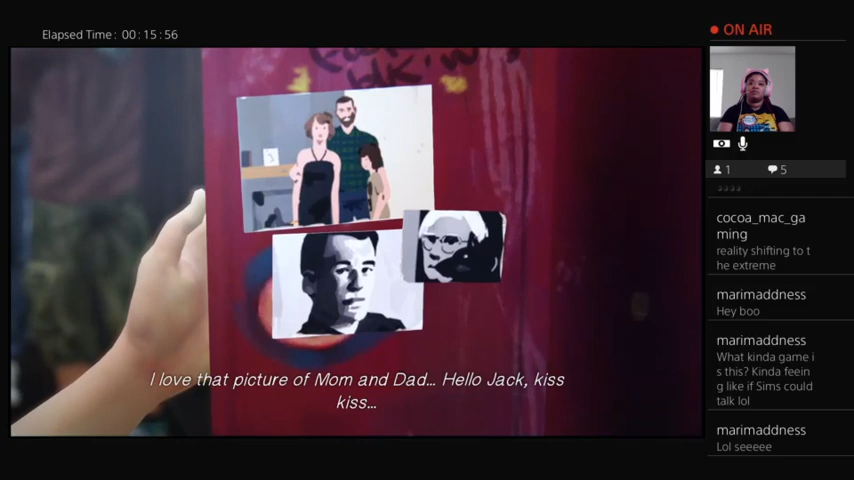 Elapsed Time: 00:15:56
ON AIR
1
5
cocoa_mac_ga
ming
reality shifting to t
he extreme
marimaddness
Hey boo
marimaddness
What kinda game i
s this? Kinda feein
g like if Sims could
talk lol
marimaddness
Lol seeeee
I love that picture of Mom and Dad... Hello Jack, kiss
kiss...